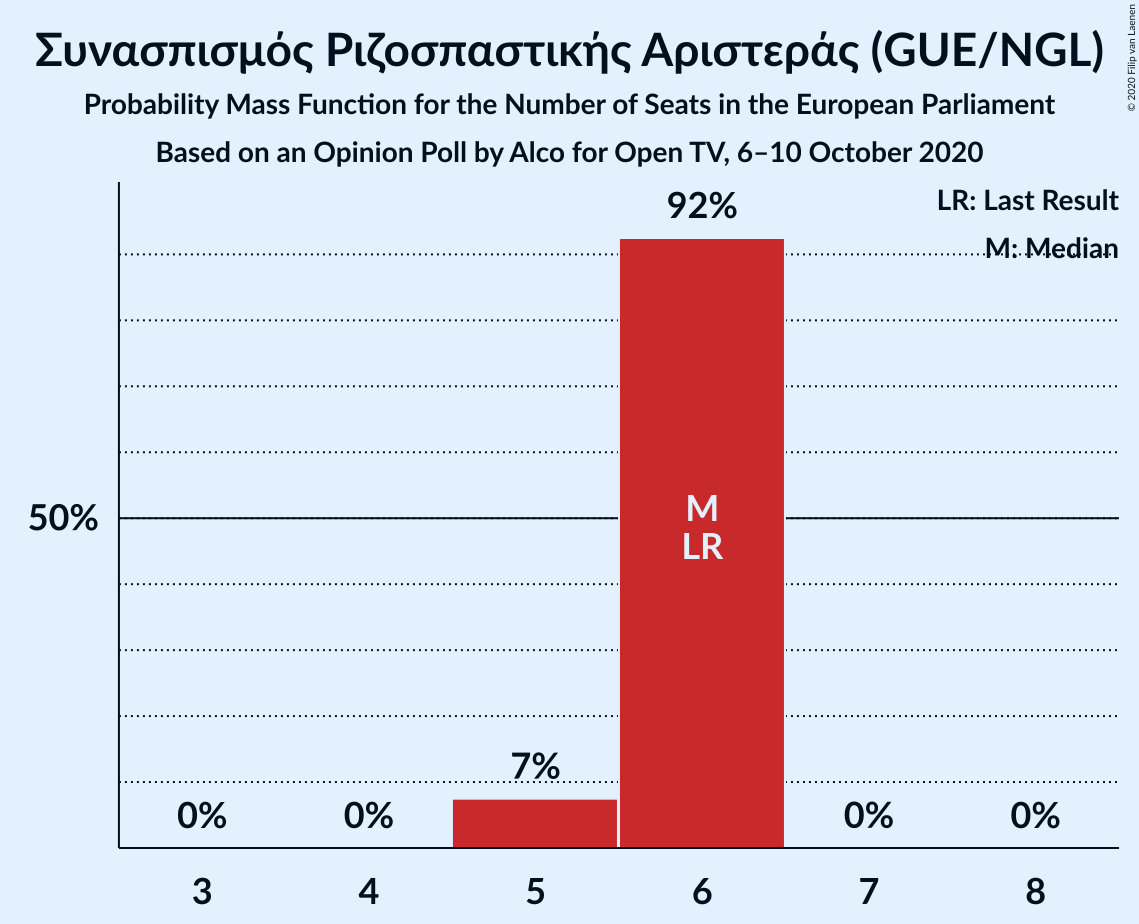 Συνασπισμός Ριζοσπαστικής Αριστεράς (GUE/NGL)
Probability Mass Function for the Number of Seats in the European Parliament
Based on an Opinion Poll by Alco for Open TV, 6–10 October 2020
© 2020 Filip van Laenen
LR: Last Result
M: Median
92%
50%
M
LR
7%
0% 0% 0% 0%
3 4 5 6 7 8